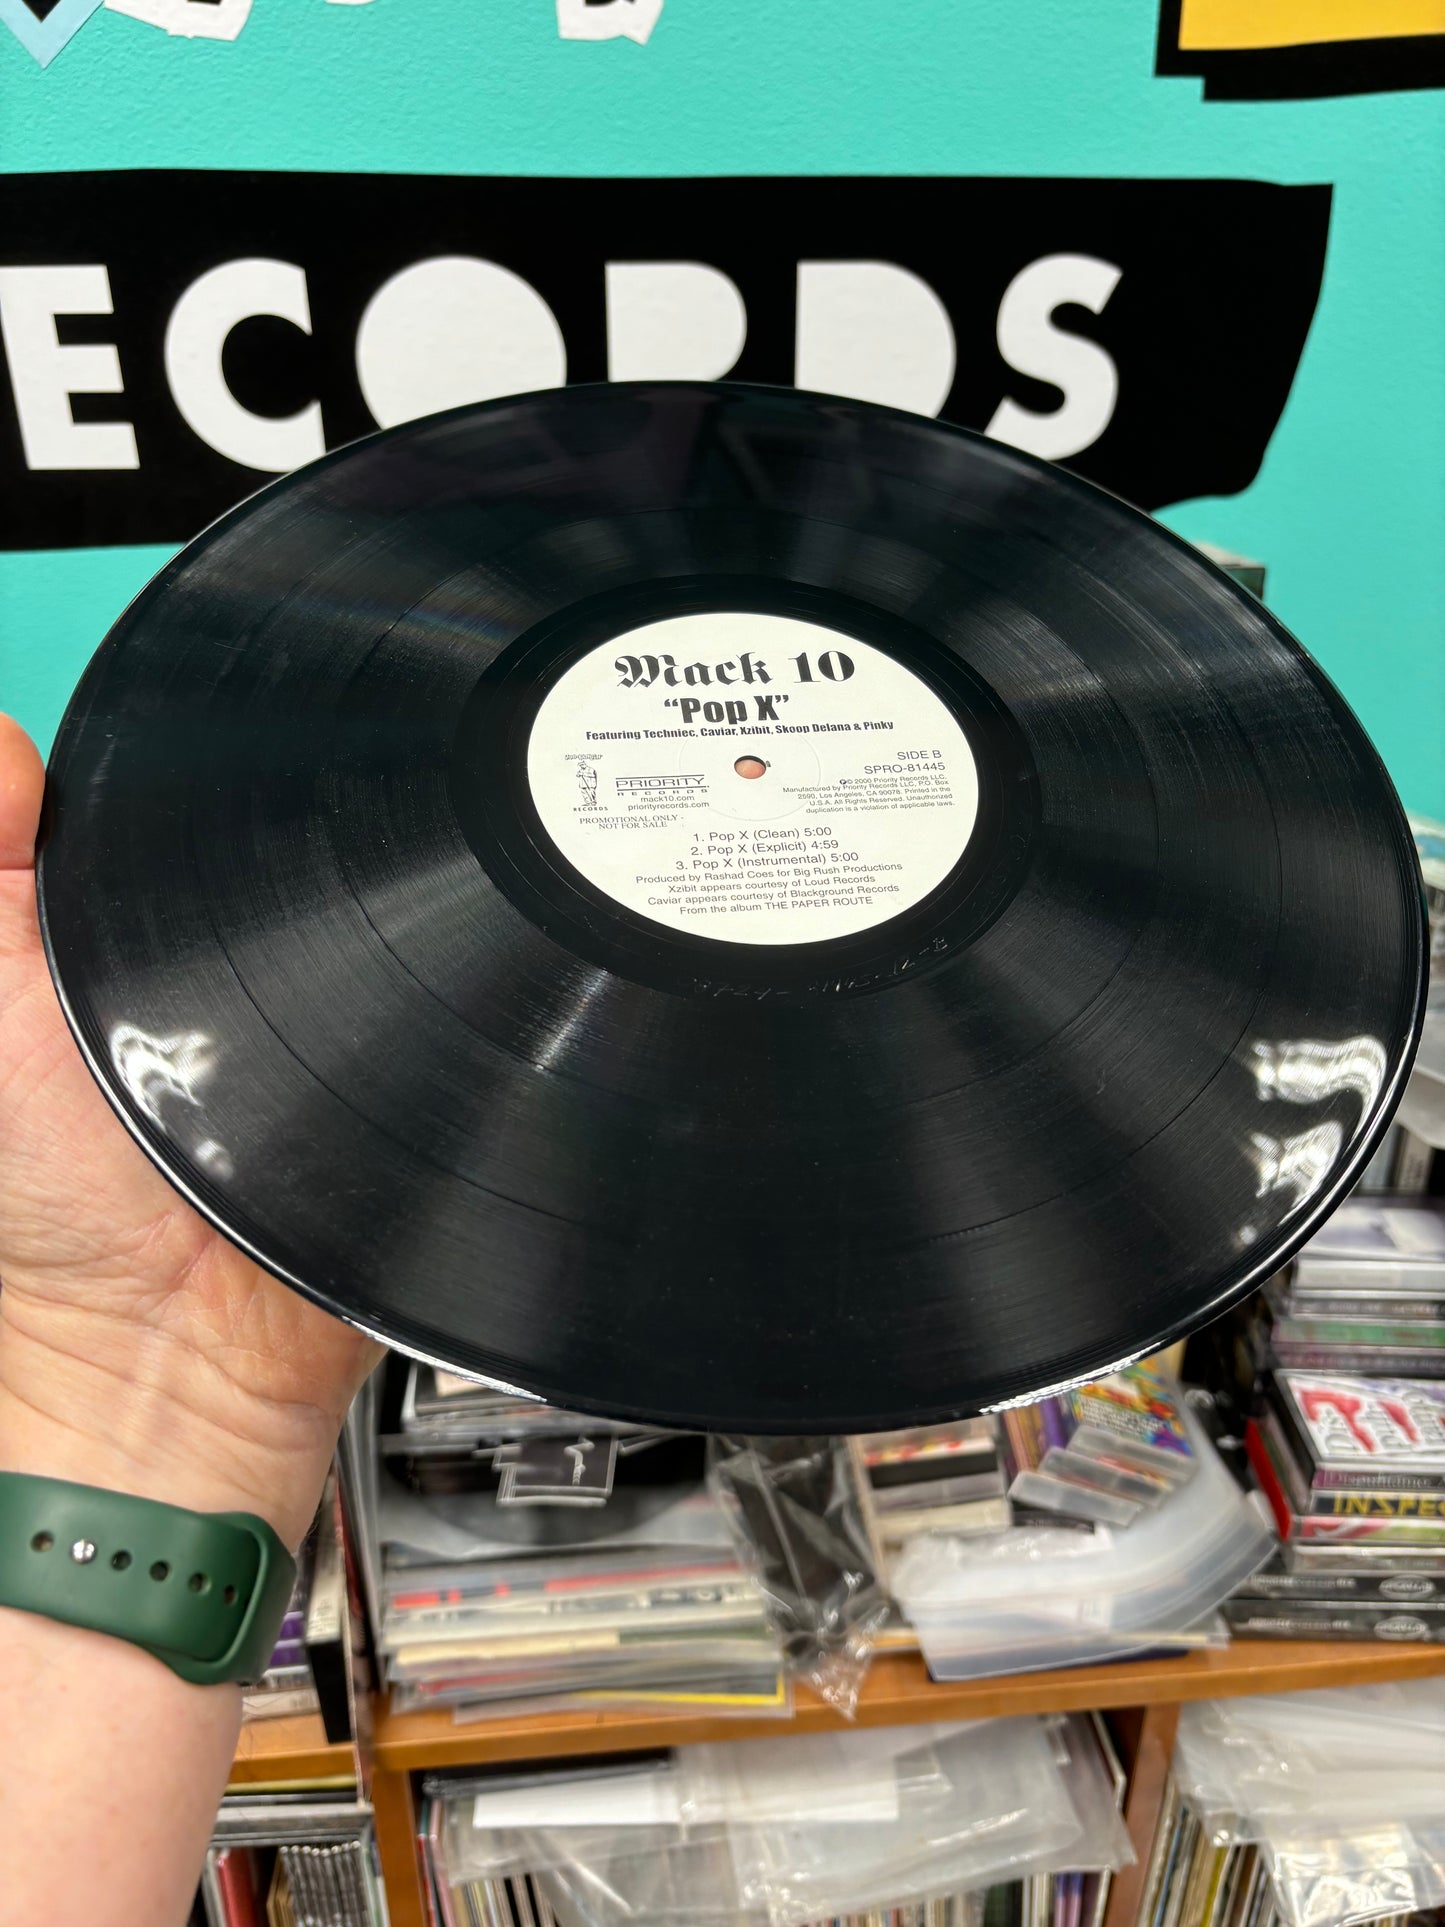 ECORDS
Mack 10
“Pop X”
Featuring Techniec, Caviar, Xzibit, Skoop Delana & Pinky
SIDE B
SPRO-81445
PRIORITY
RECORDS
mack10.com
priorityrecords.com
RECORDS
PROMOTIONAL ONLY -
NOT FOR SALE
℗© 2000 Priority Records LLC.
Manufactured by Priority Records LLC, P.O. Box
2590, Los Angeles, CA 90078. Printed in the
U.S.A. All Rights Reserved. Unauthorized
duplication is a violation of applicable laws.
1. Pop X (Clean) 5:00
2. Pop X (Explicit) 4:59
3. Pop X (Instrumental) 5:00
Produced by Rashad Coes for Big Rush Productions
Xzibit appears courtesy of Loud Records
Caviar appears courtesy of Blackground Records
From the album THE PAPER ROUTE
INSPE